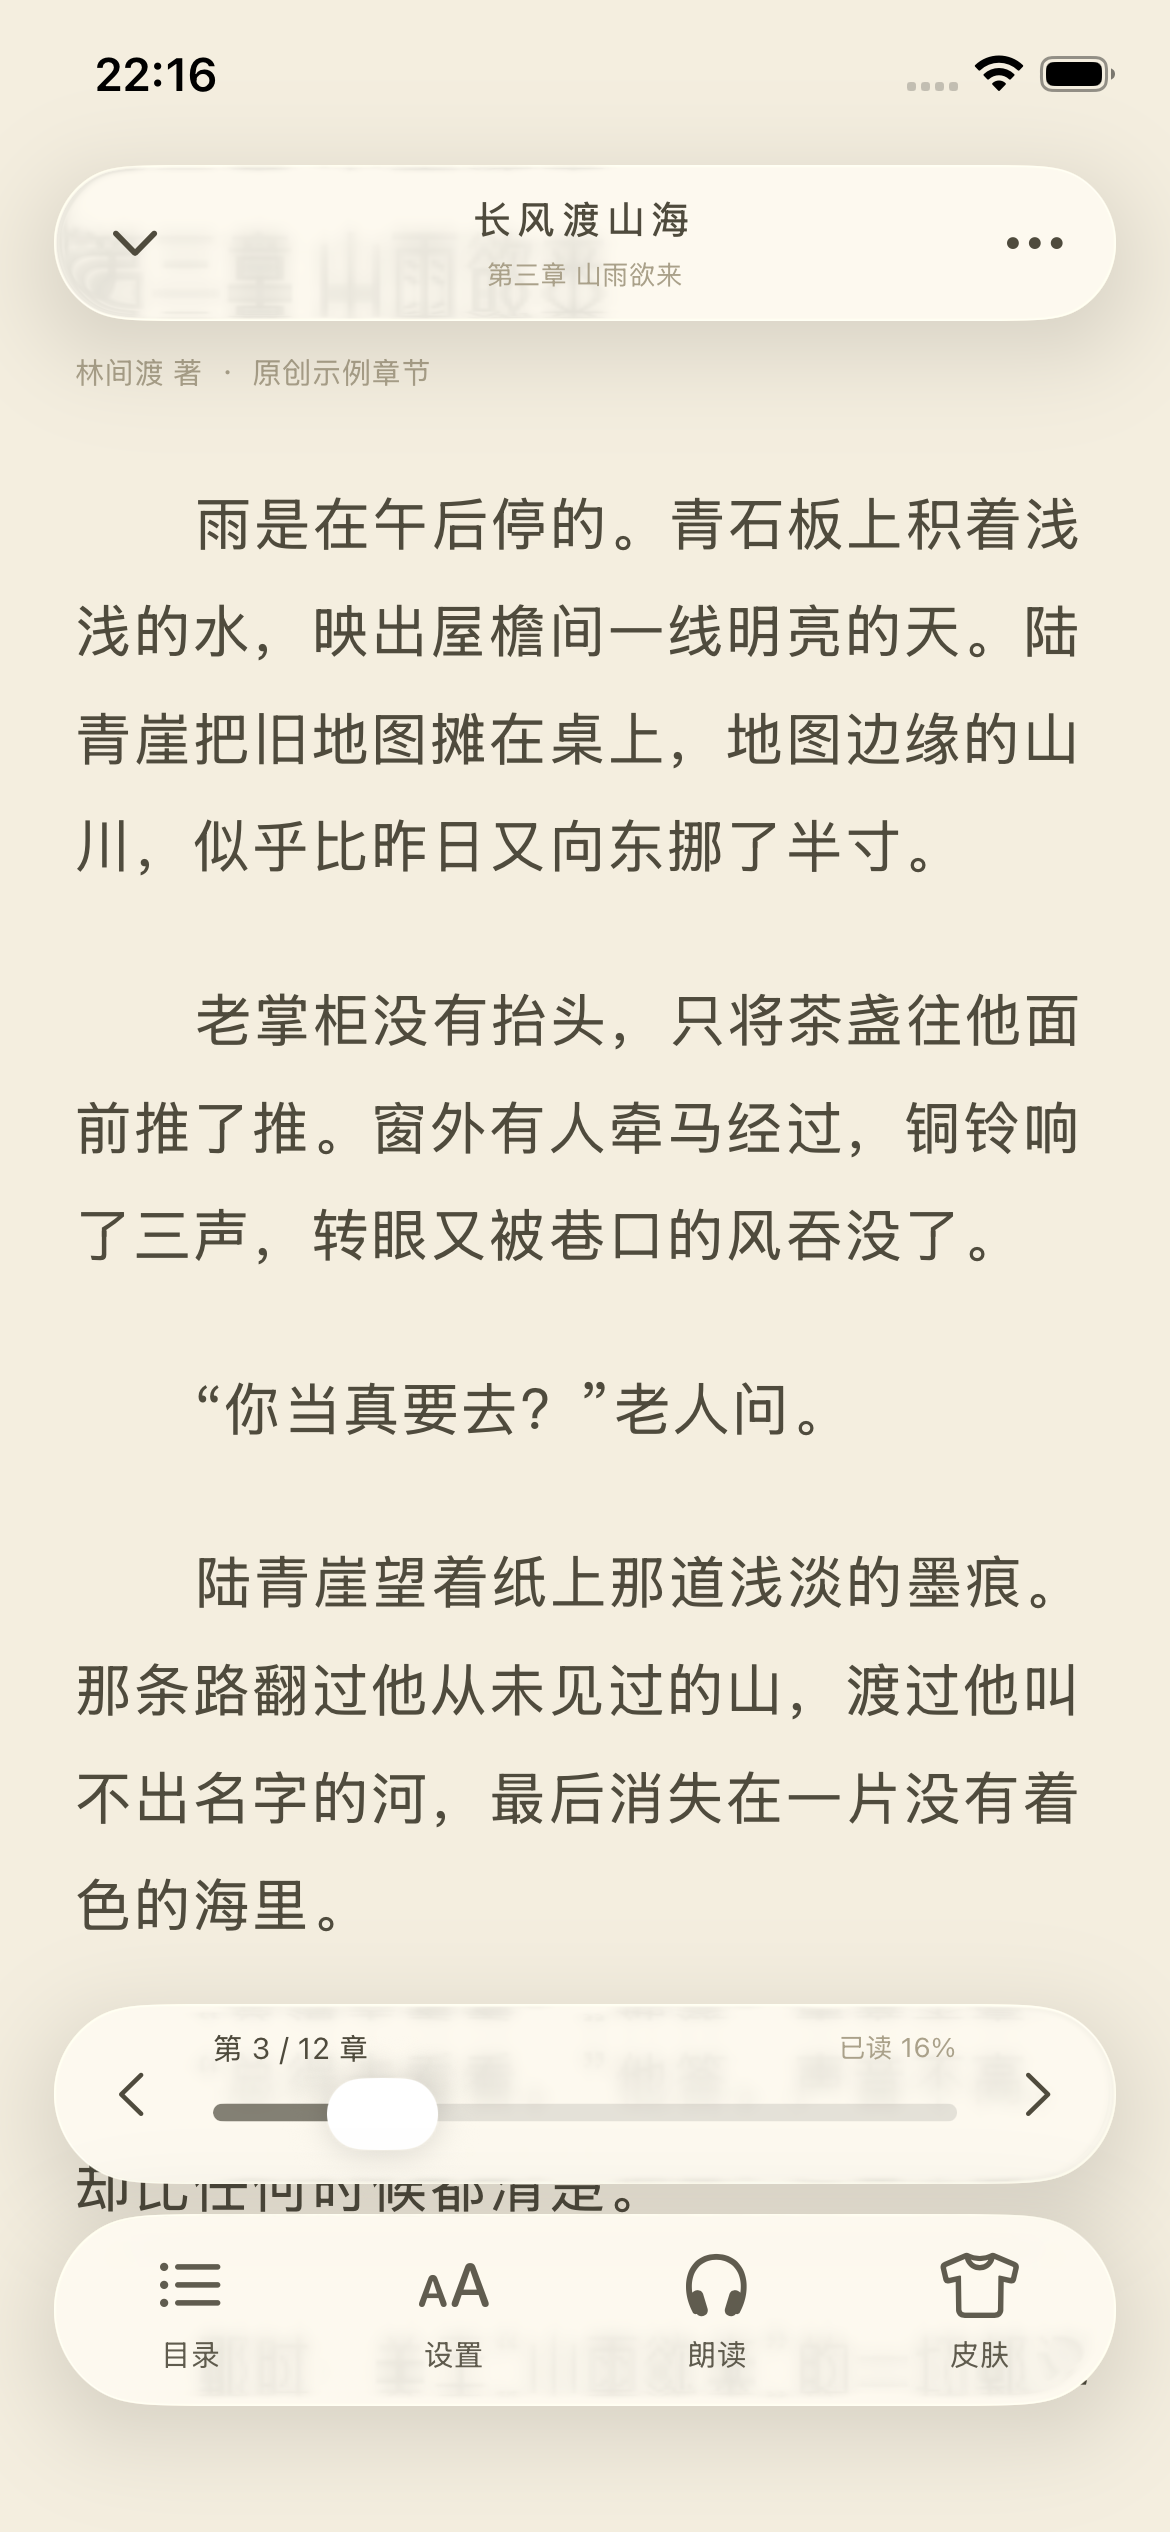 22:16
长风渡山海
第三章 山雨欲来
林间渡 著 · 原创示例章节
雨是在午后停的。青石板上积着浅
浅的水，映出屋檐间一线明亮的天。陆
青崖把旧地图摊在桌上，地图边缘的山
川，似乎比昨日又向东挪了半寸。
老掌柜没有抬头，只将茶盏往他面
前推了推。窗外有人牵马经过，铜铃响
了三声，转眼又被巷口的风吞没了。
“你当真要去？”老人问。
陆青崖望着纸上那道浅淡的墨痕。
那条路翻过他从未见过的山，渡过他叫
不出名字的河，最后消失在一片没有着
色的海里。
第 3 / 12 章
已读 16%
却比任何时候都清楚。
目录
设置
朗读
皮肤